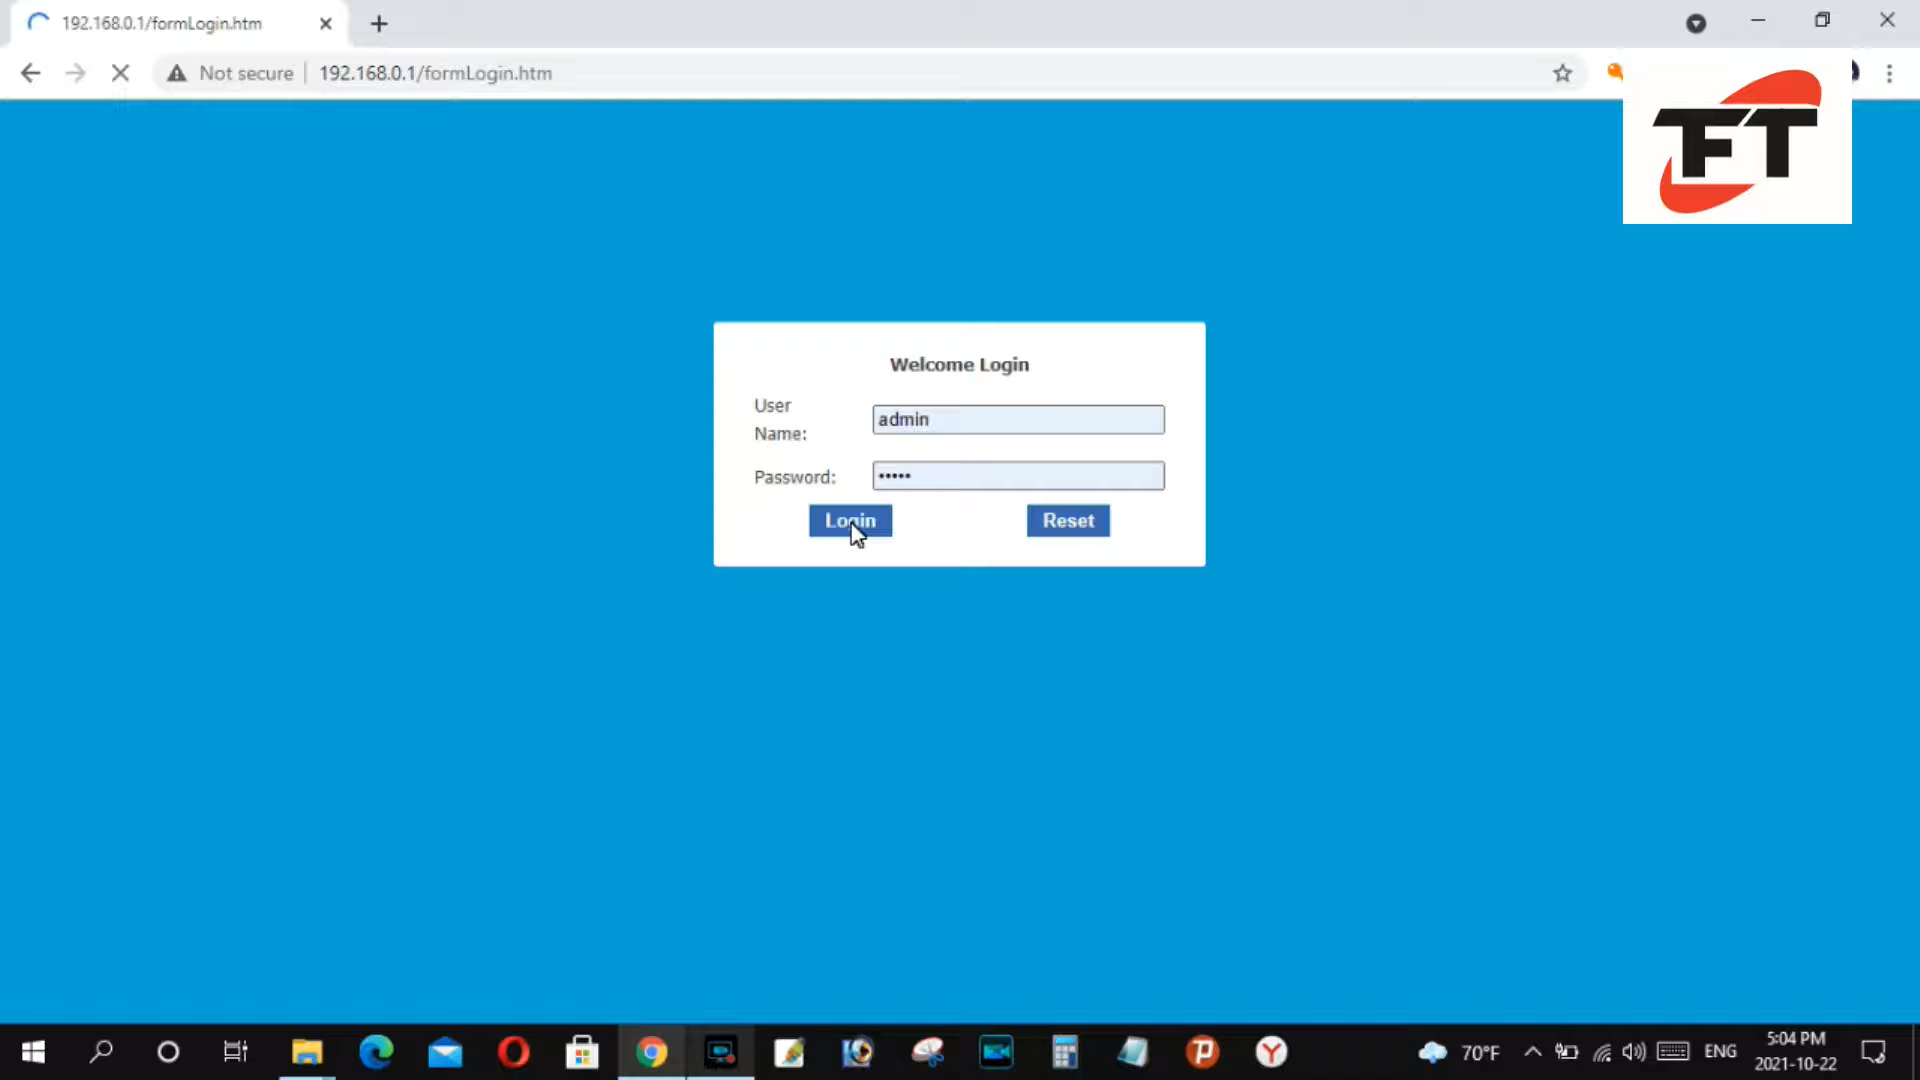 192.168.0.1/formLogin.htm
Not secure
192.168.0.1/formLogin.htm
FT
Welcome Login
User
Name:
admin
Password:
•••••
Login
Reset
70°F
ENG
5:04 PM
2021-10-22